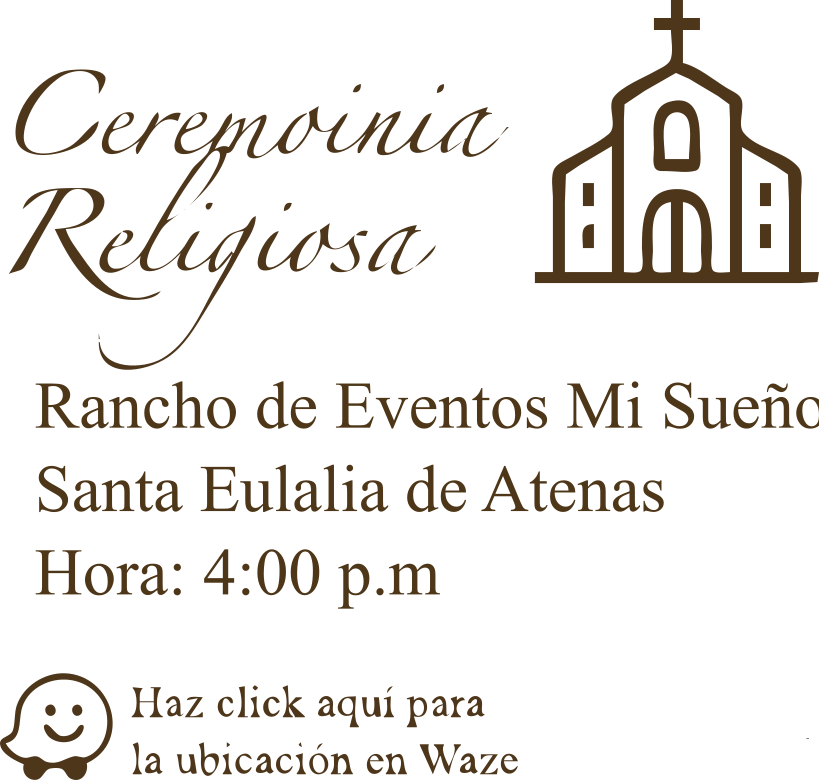 Ceremoinia
Religiosa
Rancho de Eventos Mi Sueño
Santa Eulalia de Atenas
Hora: 4:00 p.m
Haz click aquí para
la ubicación en Waze